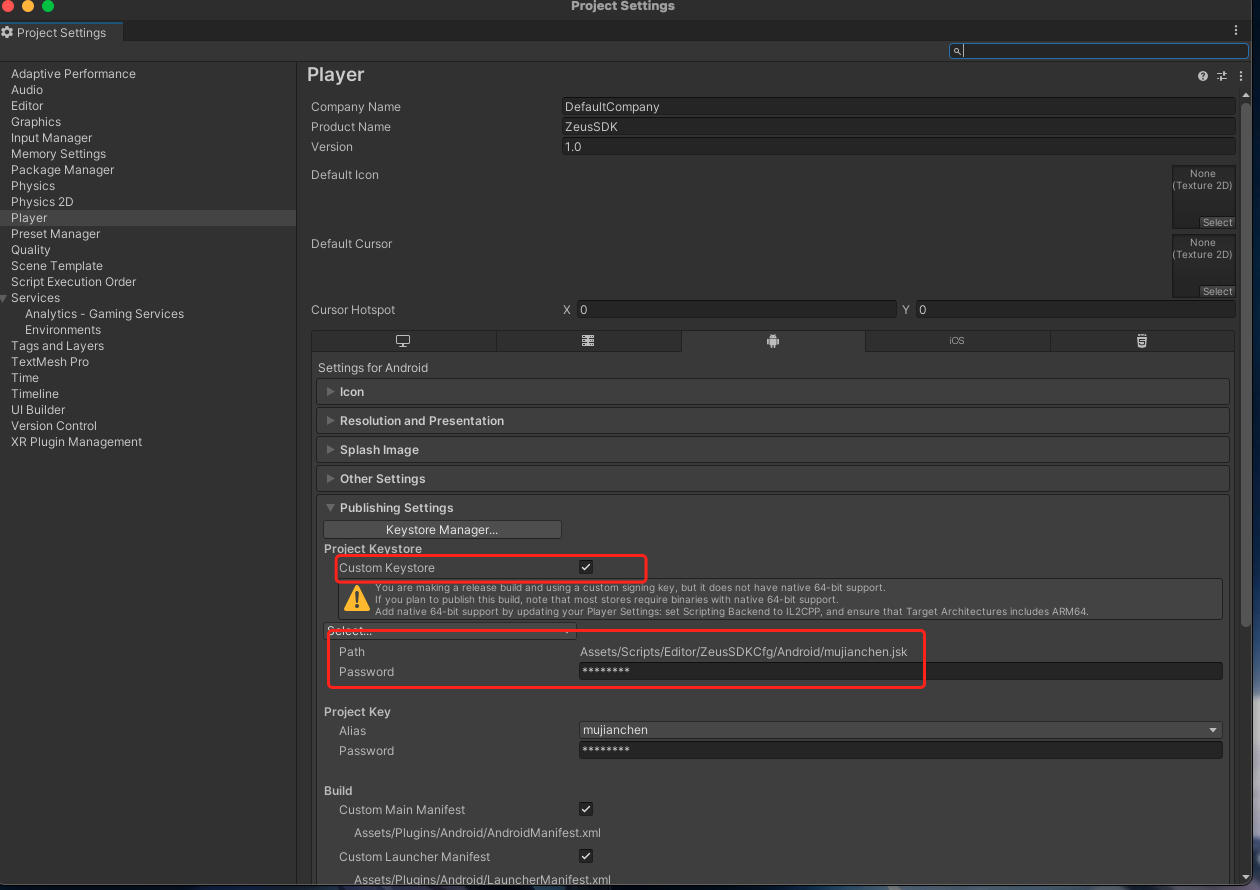 Project Settings
Project Settings
Adaptive Performance
Audio
Editor
Graphics
Input Manager
Memory Settings
Package Manager
Physics
Physics 2D
Player
Preset Manager
Quality
Scene Template
Script Execution Order
Services
Analytics - Gaming Services
Environments
Tags and Layers
TextMesh Pro
Time
Timeline
UI Builder
Version Control
XR Plugin Management
Player
Company Name DefaultCompany
Product Name ZeusSDK
Version 1.0
Default Icon
None
(Texture 2D)
Select
Default Cursor
None
(Texture 2D)
Select
Cursor Hotspot X 0 Y 0
iOS
Settings for Android
Icon
Resolution and Presentation
Splash Image
Other Settings
Publishing Settings
Keystore Manager...
Project Keystore
Custom Keystore
You are making a release build and using a custom signing key, but it does not have native 64-bit support.
If you plan to publish this build, note that most stores require binaries with native 64-bit support.
Add native 64-bit support by updating your Player Settings: set Scripting Backend to IL2CPP, and ensure that Target Architectures includes ARM64.
Select...
Path Assets/Scripts/Editor/ZeusSDKCfg/Android/mujianchen.jsk
Password ********
Project Key
Alias mujianchen
Password ********
Build
Custom Main Manifest
Assets/Plugins/Android/AndroidManifest.xml
Custom Launcher Manifest
Assets/Plugins/Android/LauncherManifest.xml